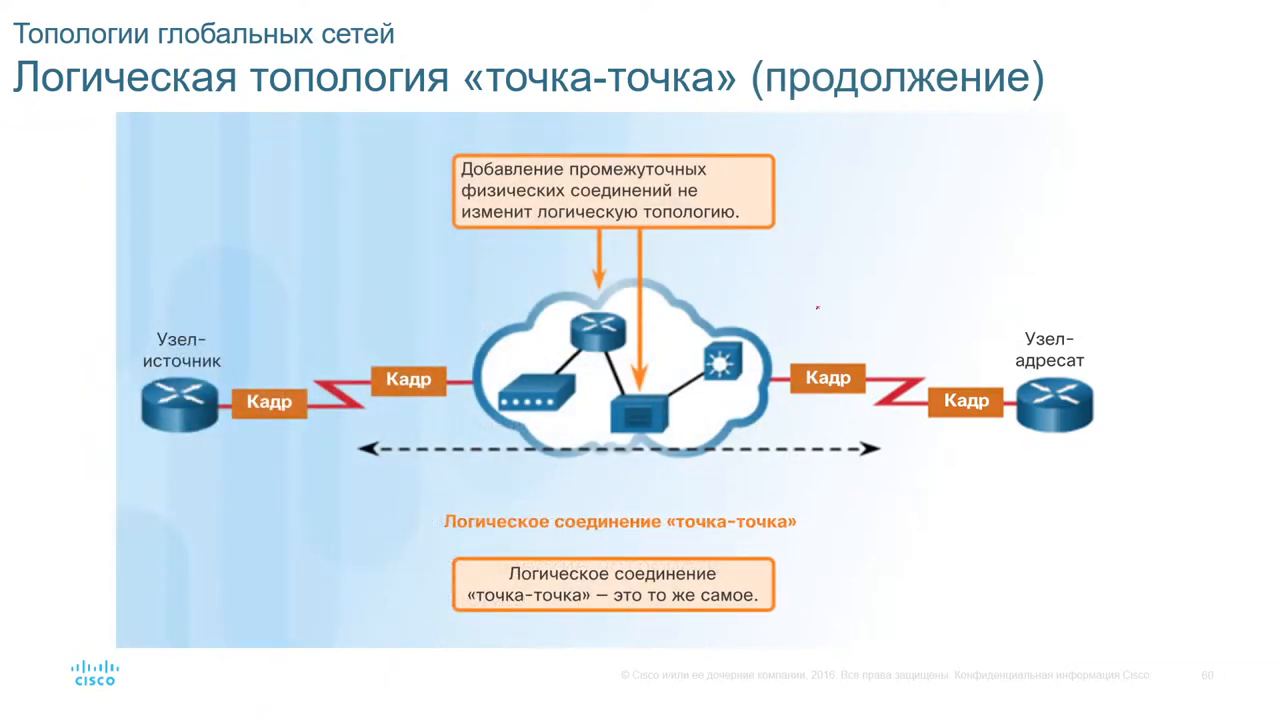 Топологии глобальных сетей
Логическая топология «точка-точка» (продолжение)
Добавление промежуточных
физических соединений не
изменит логическую топологию.
Узел-
источник
Узел-
адресат
Кадр
Кадр
Кадр
Кадр
Логическое соединение «точка-точка»
Логическое соединение
«точка-точка» — это то же самое.
CISCO
© Cisco и/или ее дочерние компании, 2016. Все права защищены. Конфиденциальная информация Cisco
60